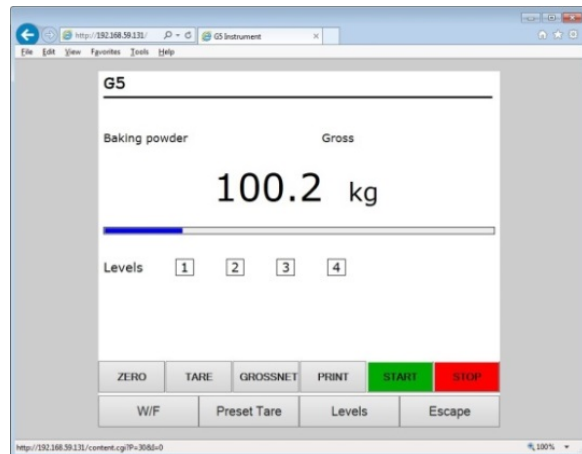 http://192.168.59.131/
G5 Instrument
File Edit View Favorites Tools Help
G5
Baking powder Gross
100.2 kg
Levels 1 2 3 4
ZERO TARE GROSSNET PRINT START STOP
W/F Preset Tare Levels Escape
http://192.168.59.131/content.cgi?P=30&I=0 100%